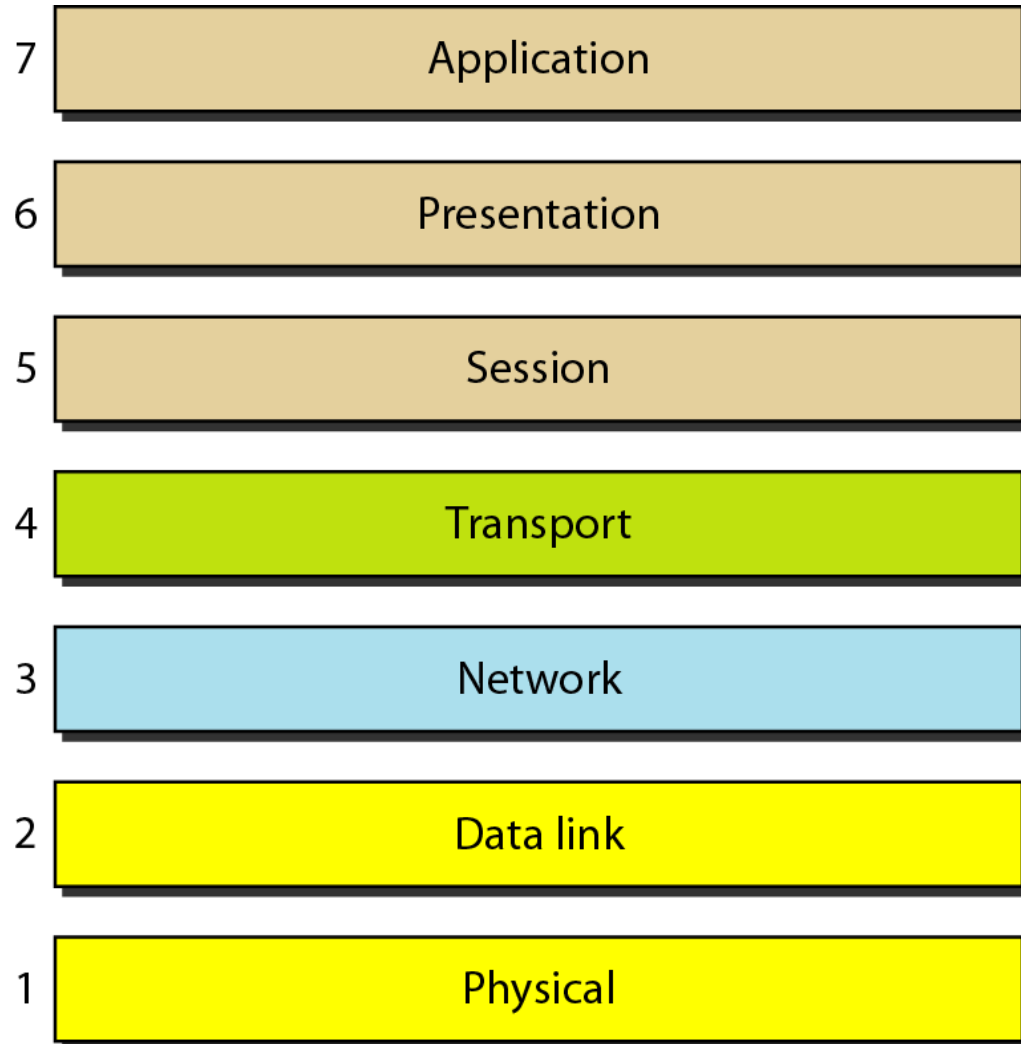 7 Application
6 Presentation
5 Session
4 Transport
3 Network
2 Data link
1 Physical